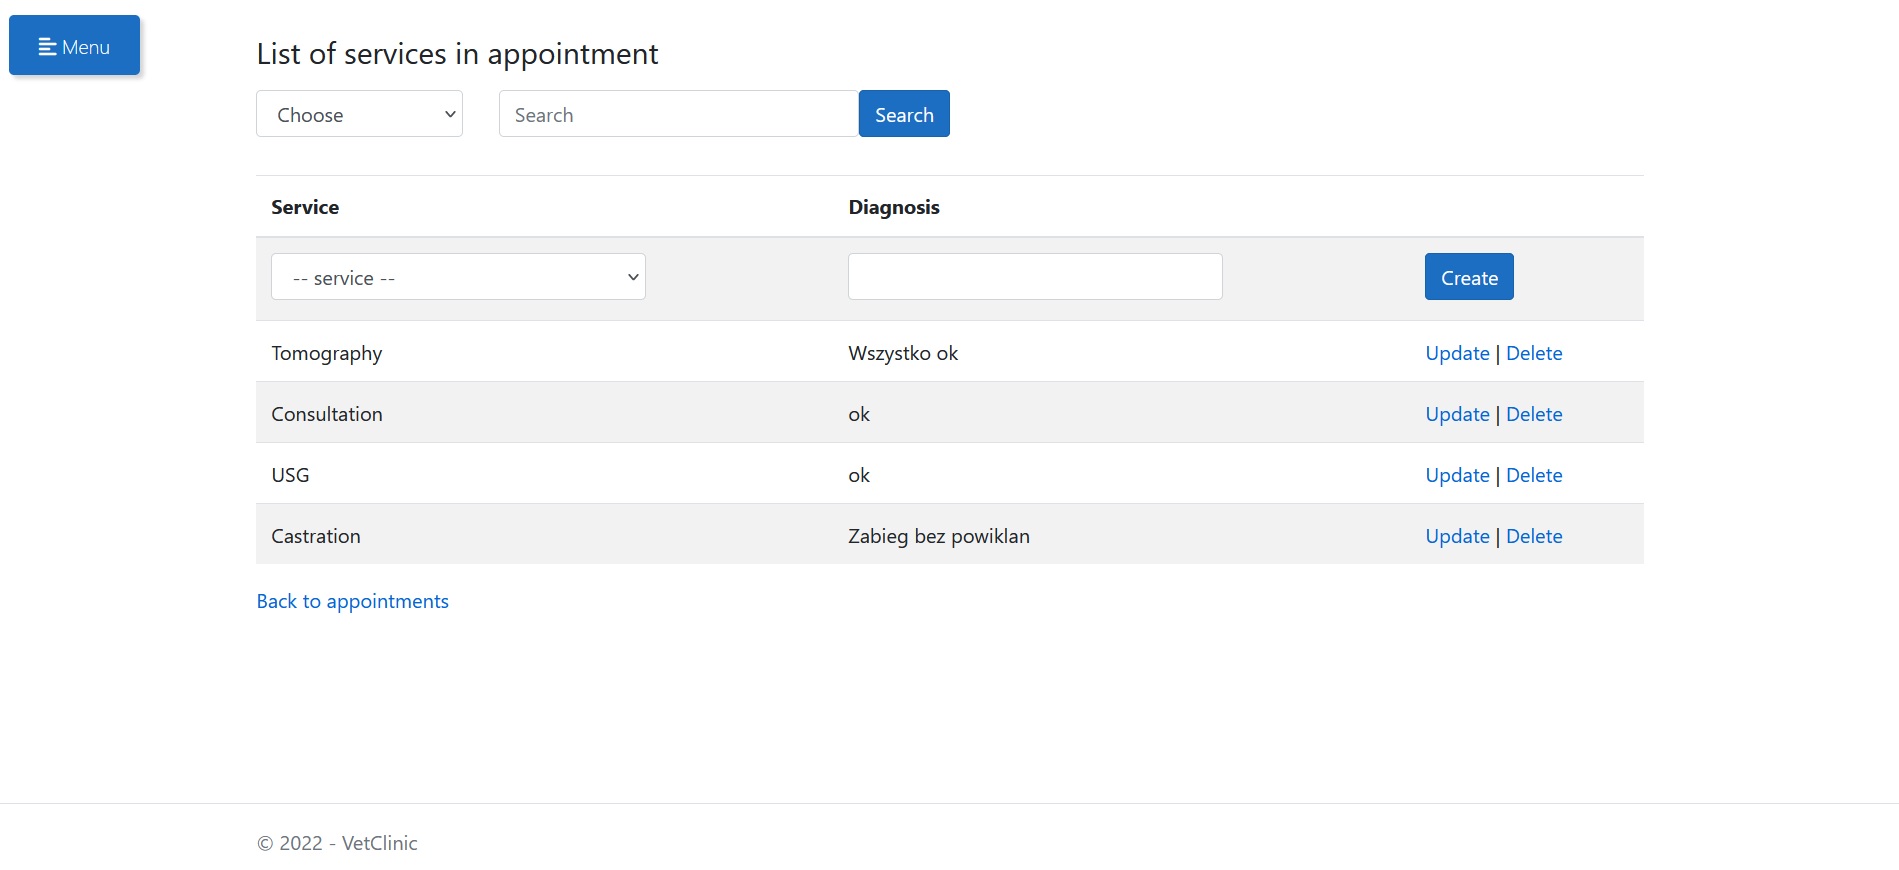 Menu
List of services in appointment
Choose Search Search
Service Diagnosis
-- service -- Create
Tomography Wszystko ok Update | Delete
Consultation ok Update | Delete
USG ok Update | Delete
Castration Zabieg bez powiklan Update | Delete
Back to appointments
© 2022 - VetClinic